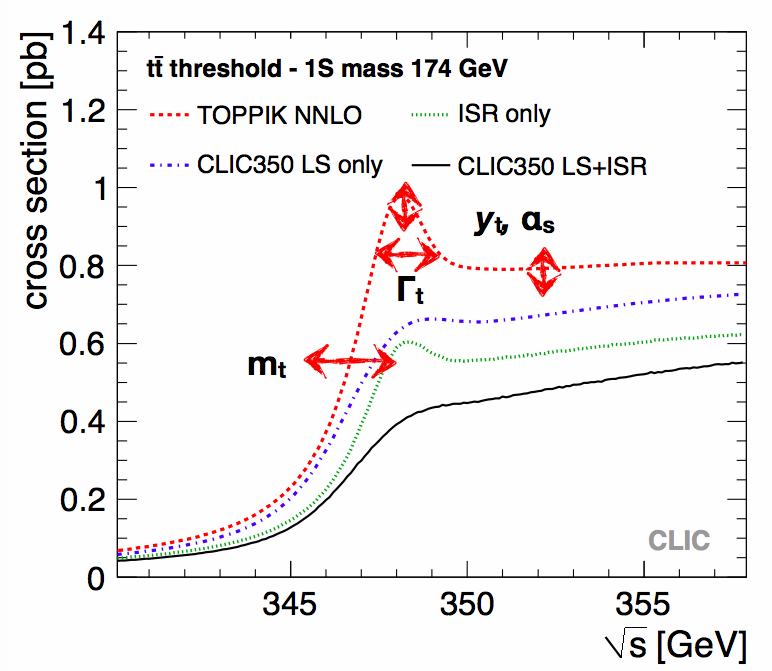 1.4
1.2
1
0.8
0.6
0.4
0.2
0
cross section [pb]
tt̄ threshold - 1S mass 174 GeV
TOPPIK NNLO
ISR only
CLIC350 LS only
CLIC350 LS+ISR
yt, αs
Γt
mt
CLIC
345
350
355
√s [GeV]